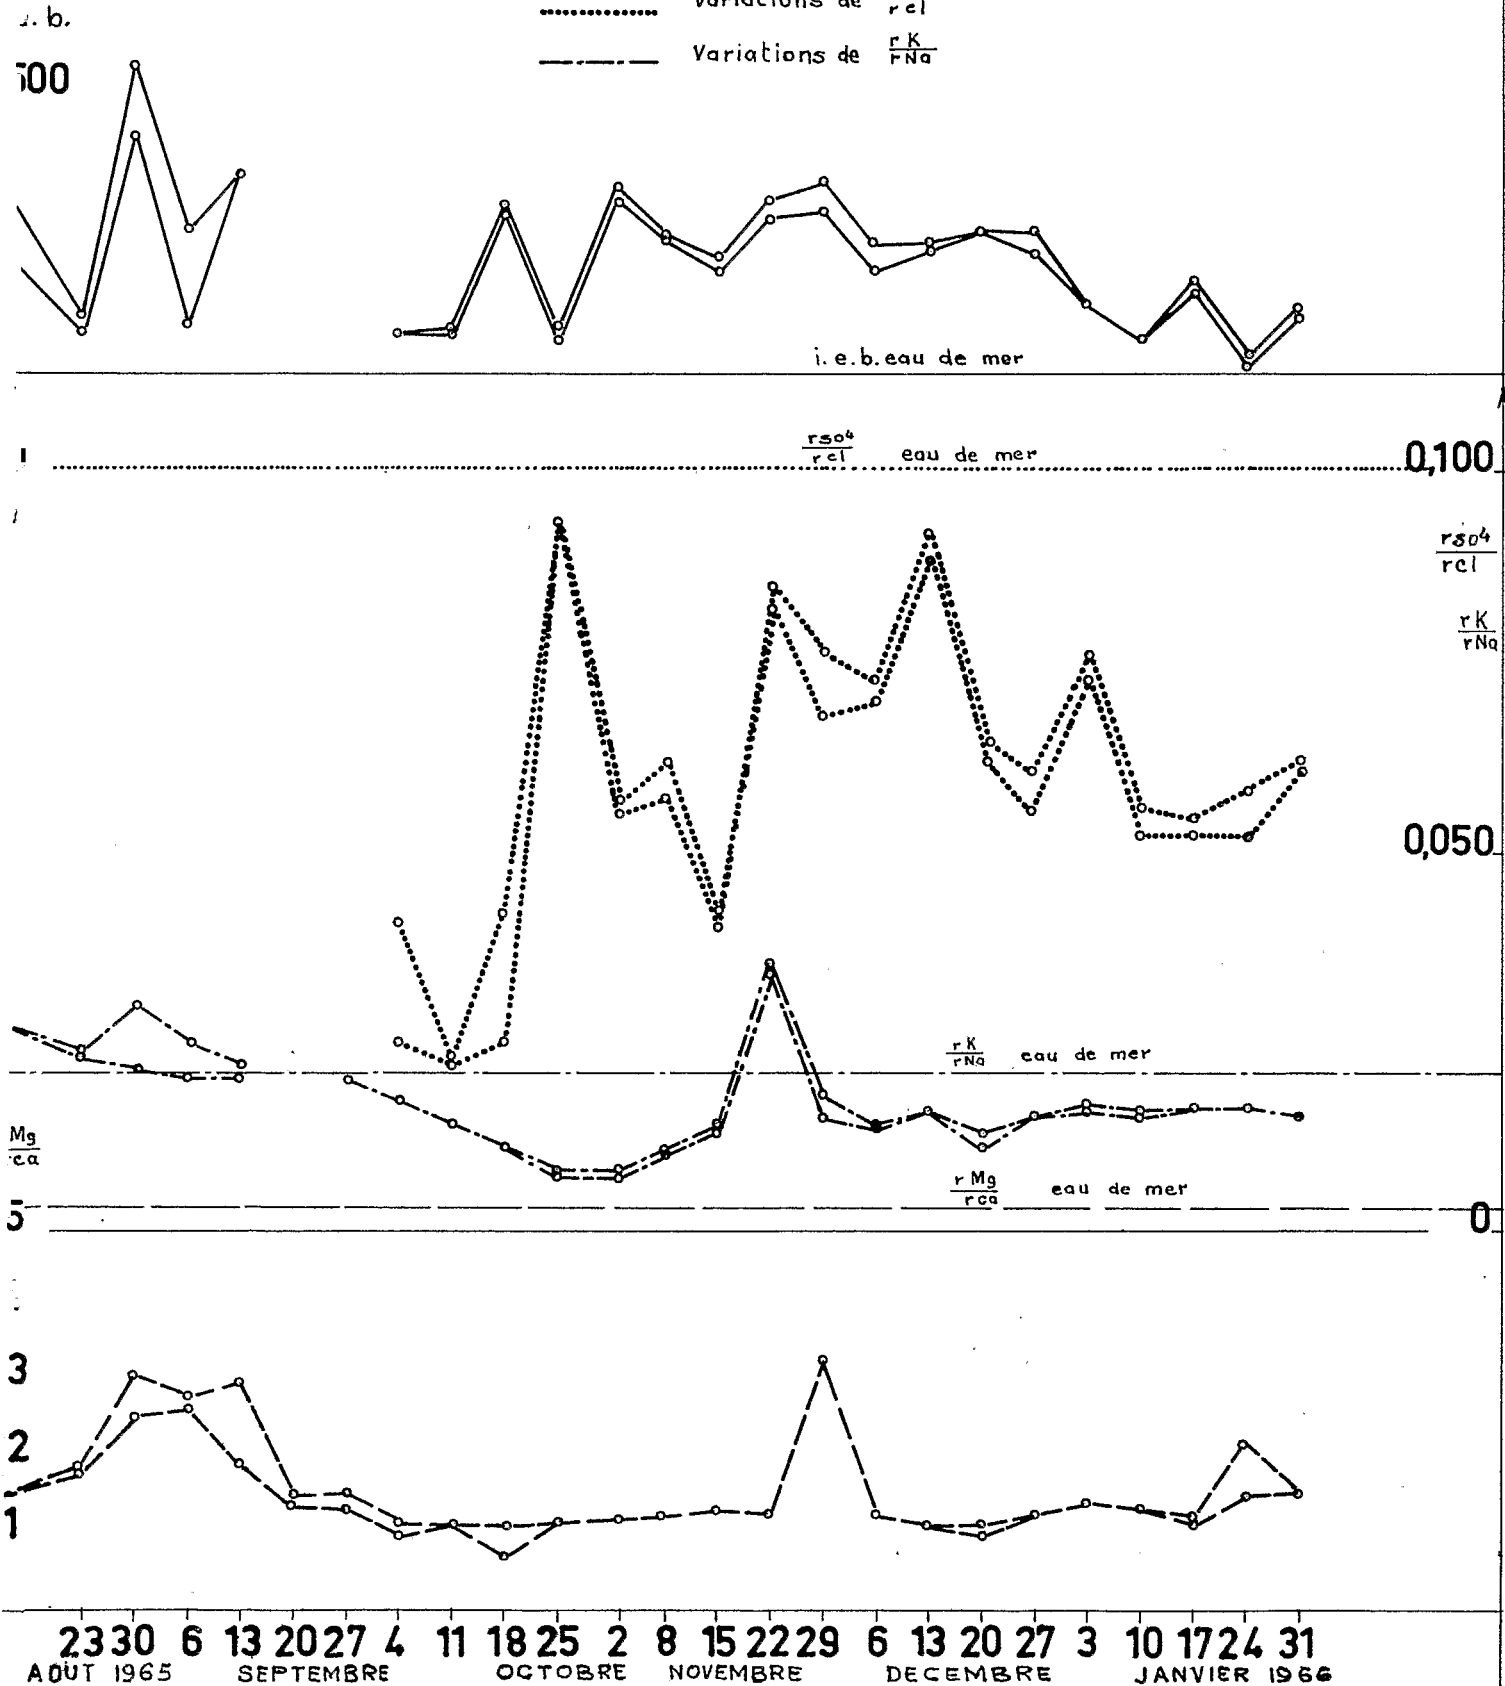 Variations de rcl
Variations de rK/rNa
i.e.b. eau de mer
rso4/rcl eau de mer
0,100
rso4/rcl
rK/rNa
0,050
rK/rNa eau de mer
Mg/ca
rMg/rca eau de mer
5
0
3
2
1
23 30 6 13 20 27 4 11 18 25 2 8 15 22 29 6 13 20 27 3 10 17 24 31
AOUT 1965 SEPTEMBRE OCTOBRE NOVEMBRE DECEMBRE JANVIER 1966